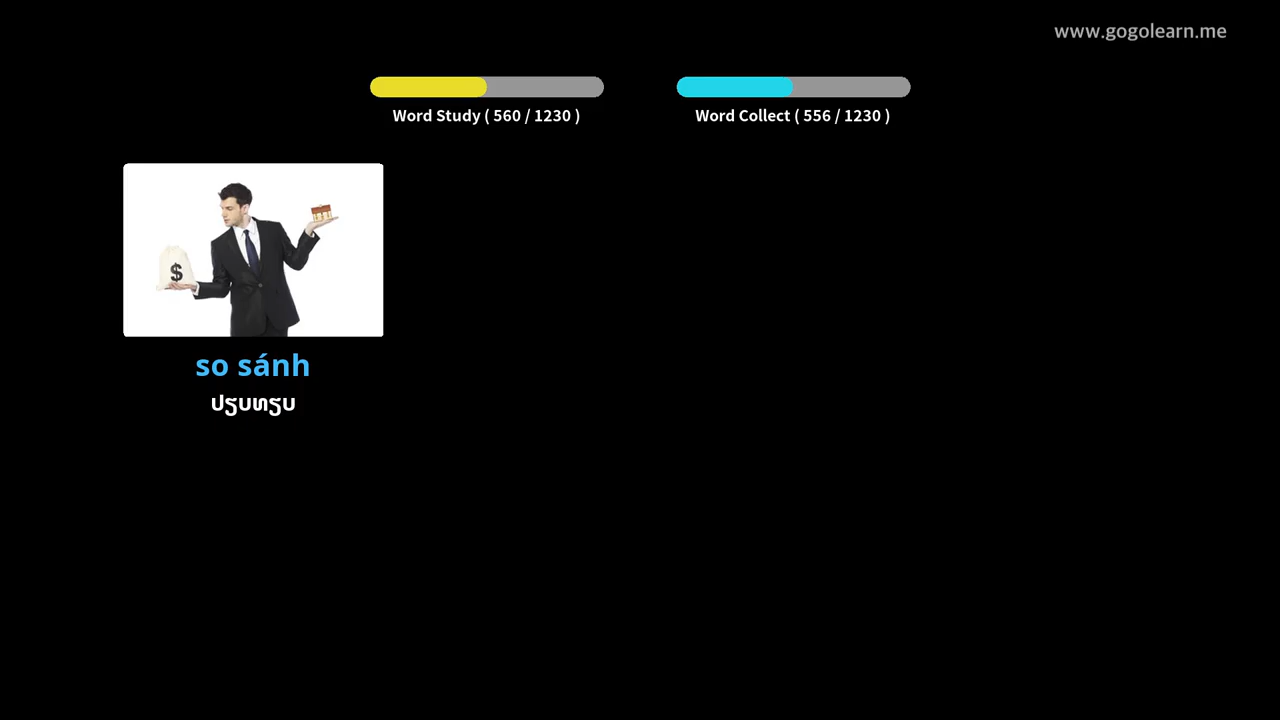 www.gogolearn.me
Word Study ( 560 / 1230 )
Word Collect ( 556 / 1230 )
$
so sánh
ປຽບທຽບ